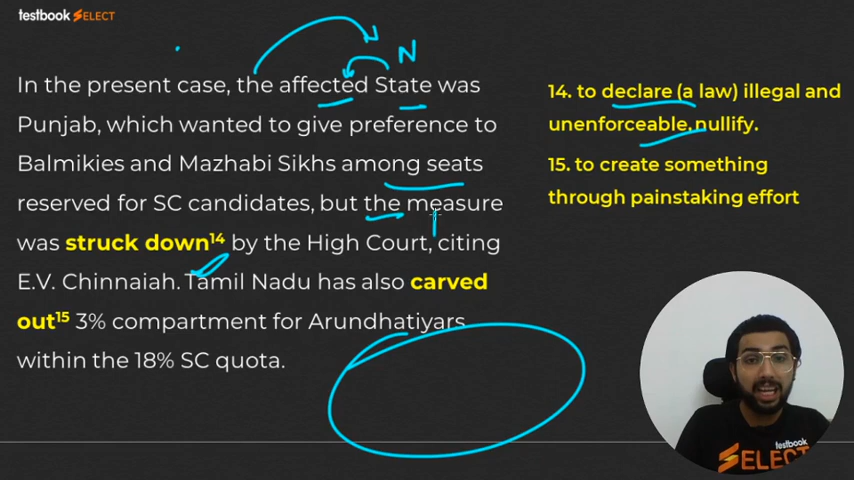 testbook SELECT
In the present case, the affected State was
Punjab, which wanted to give preference to
Balmikies and Mazhabi Sikhs among seats
reserved for SC candidates, but the measure
was struck down14 by the High Court, citing
E.V. Chinnaiah. Tamil Nadu has also carved
out15 3% compartment for Arundhatiyars
within the 18% SC quota.
N
N
14. to declare (a law) illegal and
unenforceable, nullify.
15. to create something
through painstaking effort
testbook
SELECT